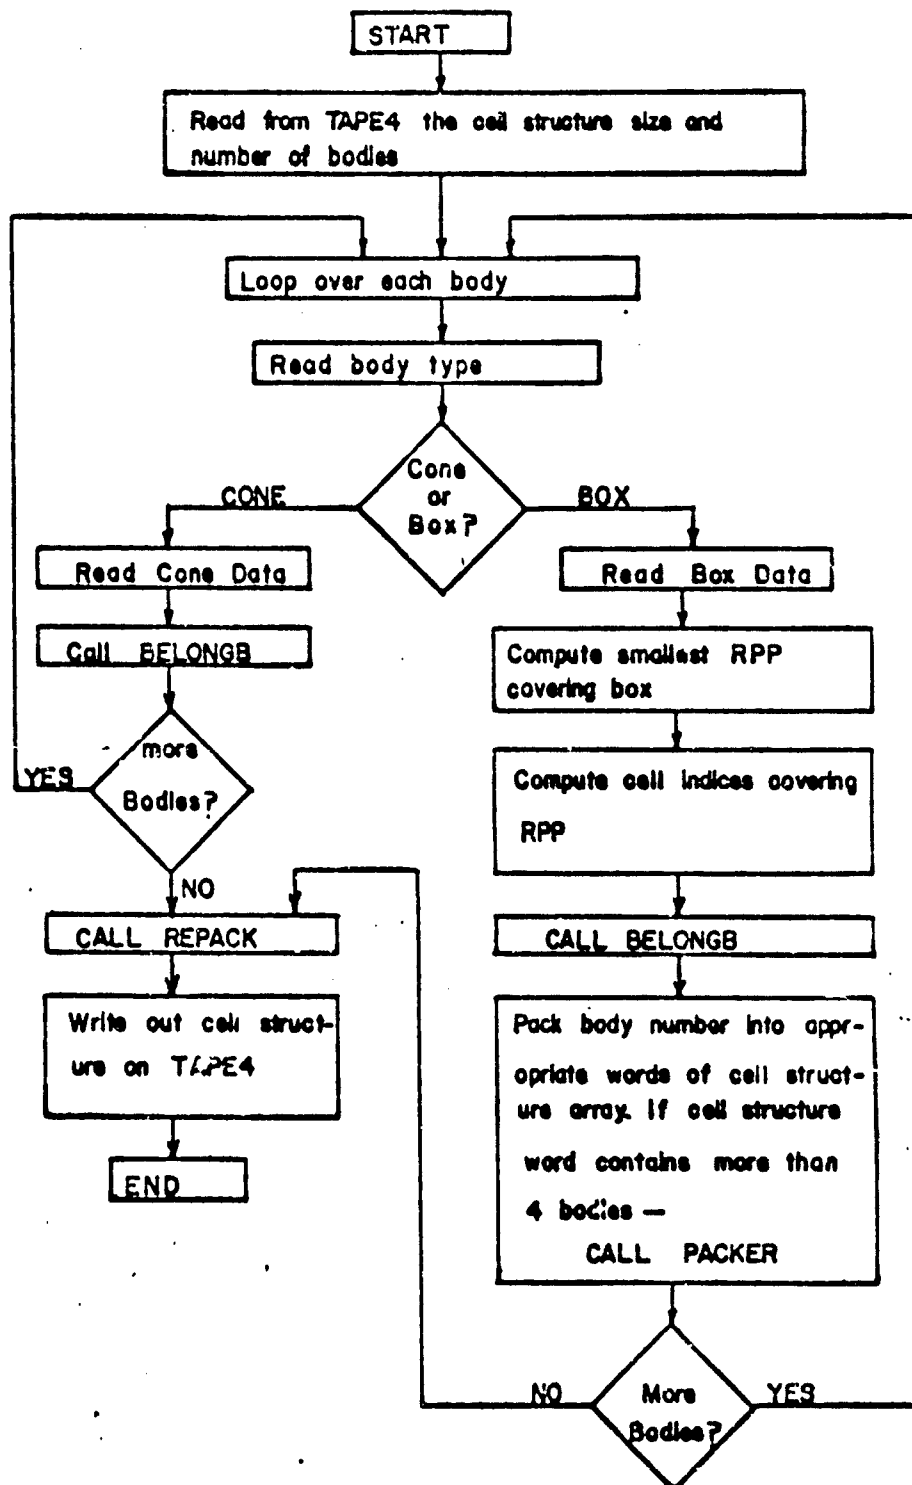 START
Read from TAPE4 the cell structure size and
number of bodies
Loop over each body
Read body type
Cone
or
Box?
CONE
BOX
Read Cone Data
Call BELONGB
more
Bodies?
YES
NO
CALL REPACK
Write out cell struct-
ure on TAPE4
END
Read Box Data
Compute smallest RPP
covering box
Compute cell indices covering
RPP
CALL BELONGB
Pack body number into appr-
opriate words of cell struct-
ure array. If cell structure
word contains more than
4 bodies —
CALL PACKER
More
Bodies?
NO
YES